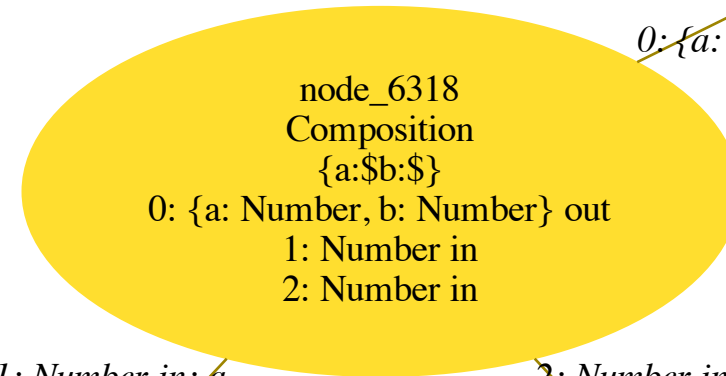 0: {a:
node_6318
Composition
{a:$b:$}
0: {a: Number, b: Number} out
1: Number in
2: Number in
1: Number in: a
2: Number in